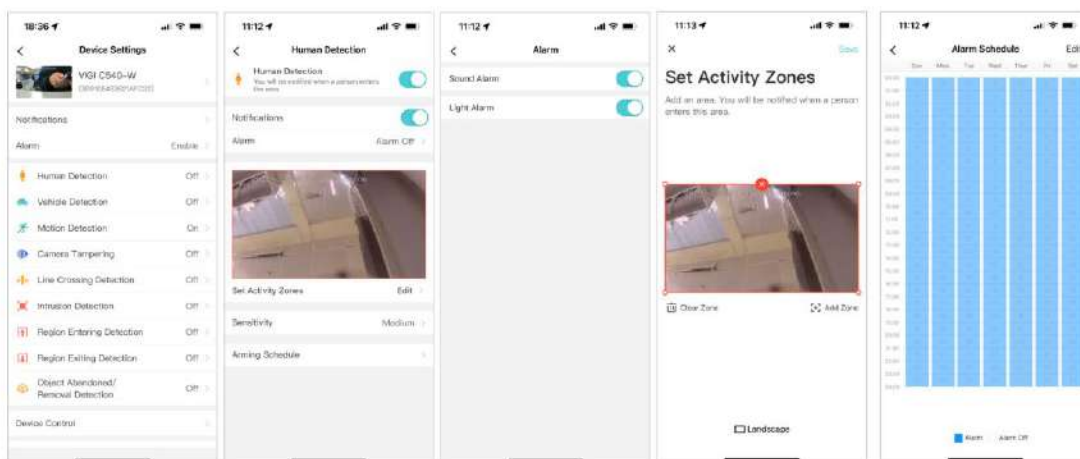 18:36
Device Settings
VIGI C540-W
Notifications
Alarm Enable
Human Detection Off
Vehicle Detection Off
Motion Detection On
Camera Tampering Off
Line Crossing Detection Off
Intrusion Detection Off
Region Entering Detection Off
Region Exiting Detection Off
Object Abandoned/
Removal Detection Off
Device Control
11:12
Human Detection
Human Detection
You will be notified when a person enters
this area.
Notifications
Alarm Alarm Off
Set Activity Zones Edit
Sensitivity Medium
Arming Schedule
11:12
Alarm
Sound Alarm
Light Alarm
11:13
Save
Set Activity Zones
Add an area. You will be notified when a person
enters this area.
Clear Zone Add Zone
Landscape
11:12
Alarm Schedule Edit
Sun Mon Tue Wed Thur Fri Sat
Alarm Alarm Off